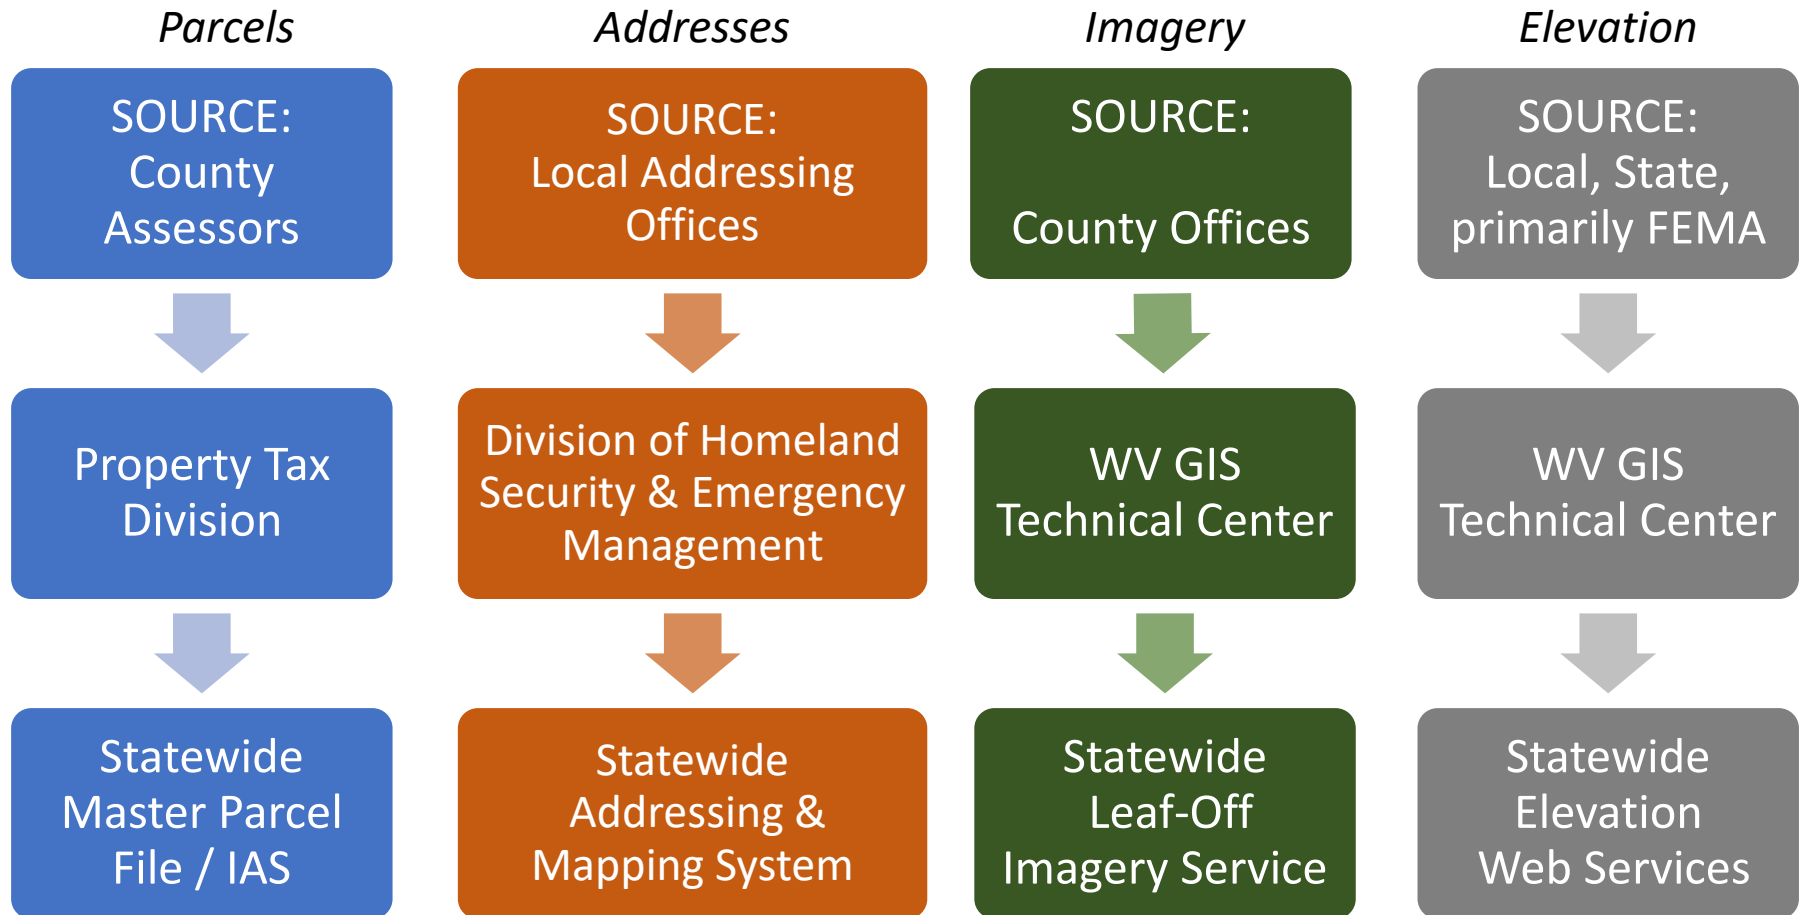 Parcels
Addresses
Imagery
Elevation
SOURCE:
County
Assessors
SOURCE:
Local Addressing
Offices
SOURCE:
County Offices
SOURCE:
Local, State,
primarily FEMA
Property Tax
Division
Division of Homeland
Security & Emergency
Management
WV GIS
Technical Center
WV GIS
Technical Center
Statewide
Master Parcel
File / IAS
Statewide
Addressing &
Mapping System
Statewide
Leaf-Off
Imagery Service
Statewide
Elevation
Web Services